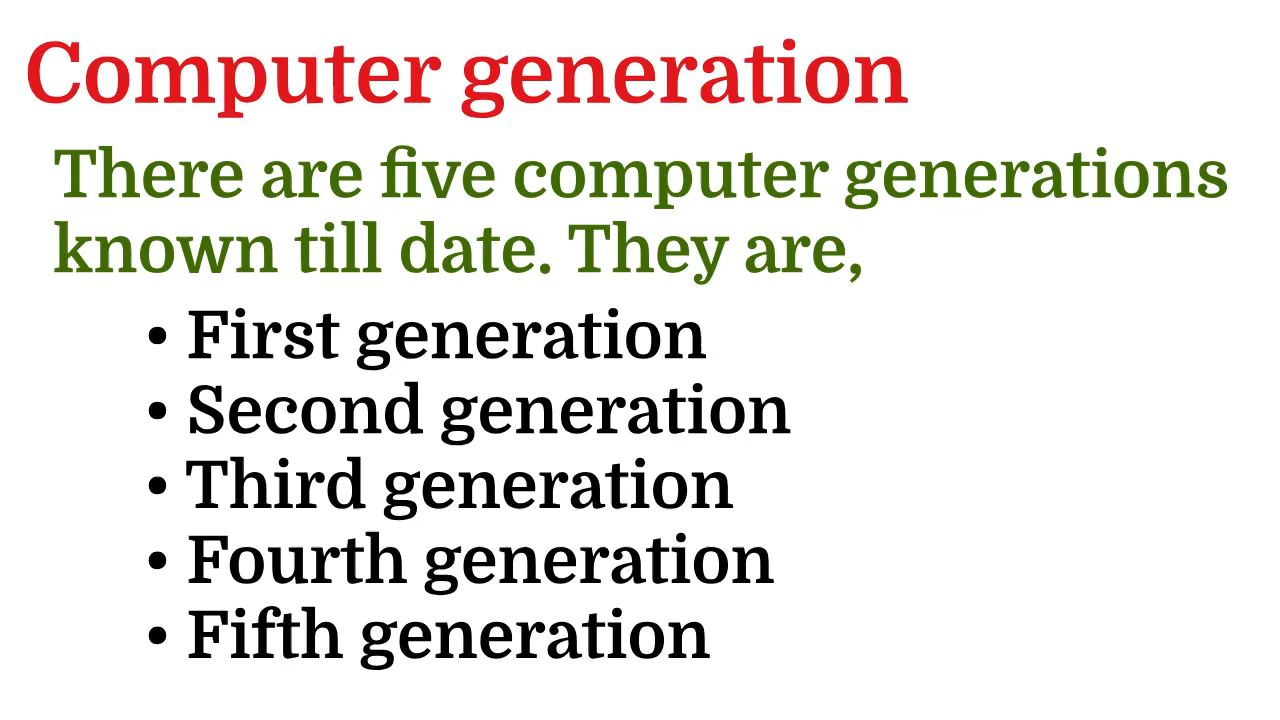 Computer generation
There are five computer generations
known till date. They are,
• First generation
• Second generation
• Third generation
• Fourth generation
• Fifth generation